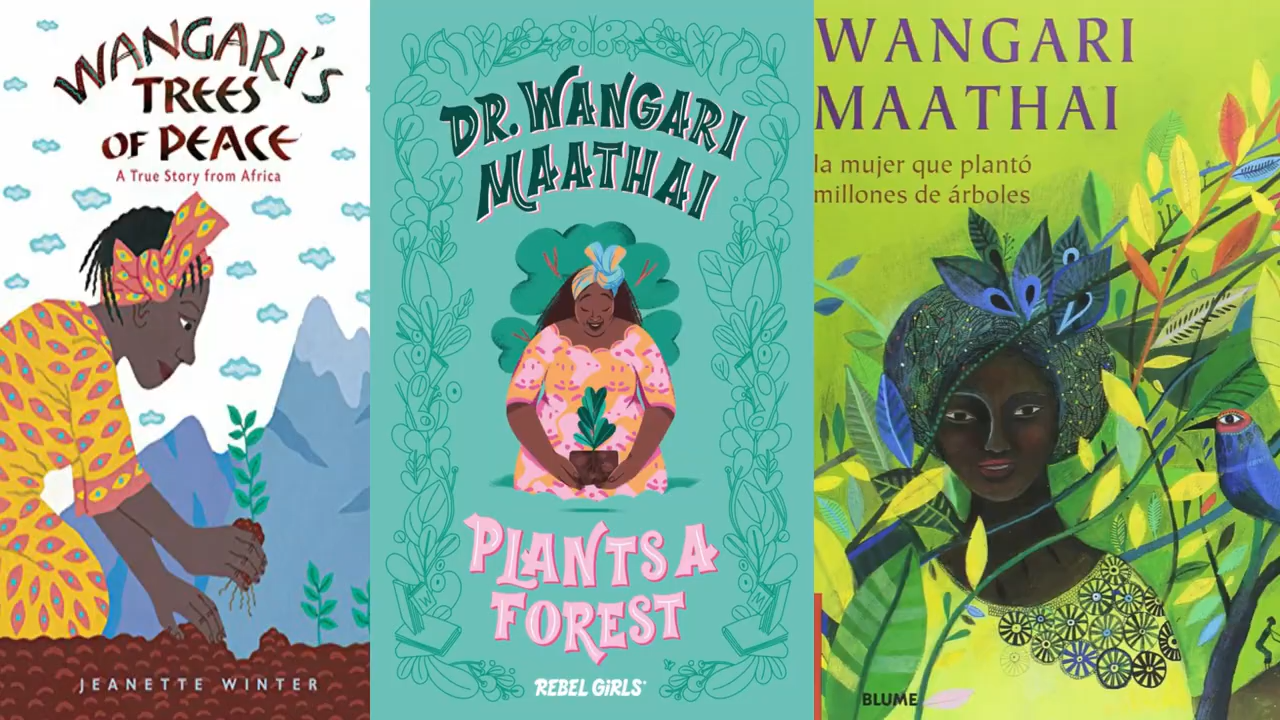 WANGARI'S
TREES
OF PEACE
A True Story from Africa
JEANETTE WINTER
DR. WANGARI
MAATHAI
PLANTS A
FOREST
W
M
REBEL GIRLS
WANGARI
MAATHAI
la mujer que plantó
millones de árboles
BLUME